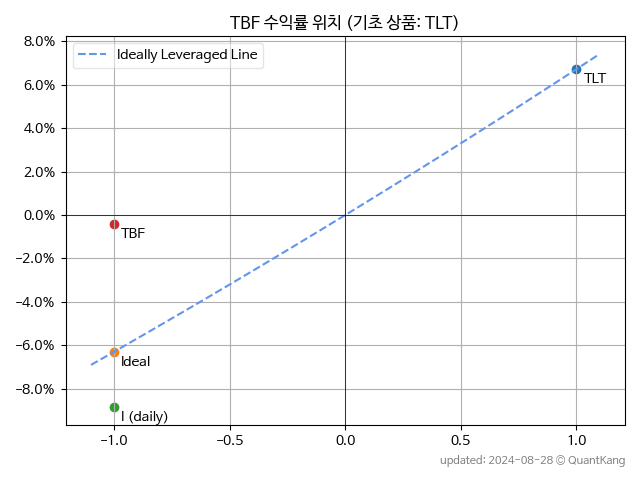 TBF 수익률 위치 (기초 상품: TLT)
Ideally Leveraged Line
8.0%
6.0%
4.0%
2.0%
0.0%
-2.0%
-4.0%
-6.0%
-8.0%
TLT
TBF
Ideal
I (daily)
-1.0
-0.5
0.0
0.5
1.0
updated: 2024-08-28 © QuantKang